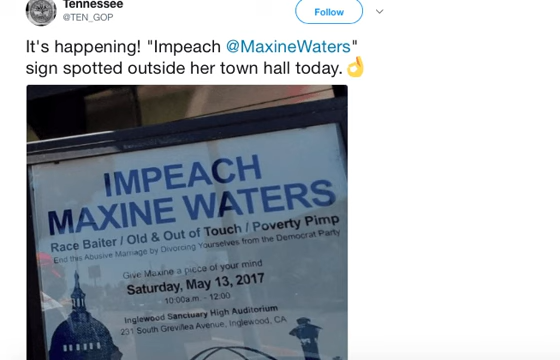 Tennessee
@TEN_GOP
Follow
It's happening! "Impeach @MaxineWaters"
sign spotted outside her town hall today.👌
IMPEACH
MAXINE WATERS
Race Baiter / Old & Out of Touch / Poverty Pimp
End this Abusive Marriage by Divorcing Yourselves from the Democrat Party
Give Maxine a piece of your mind
Saturday, May 13, 2017
10:00a.m. - 12:00
Inglewood Sanctuary High Auditorium
231 South Grevillea Avenue, Inglewood, CA